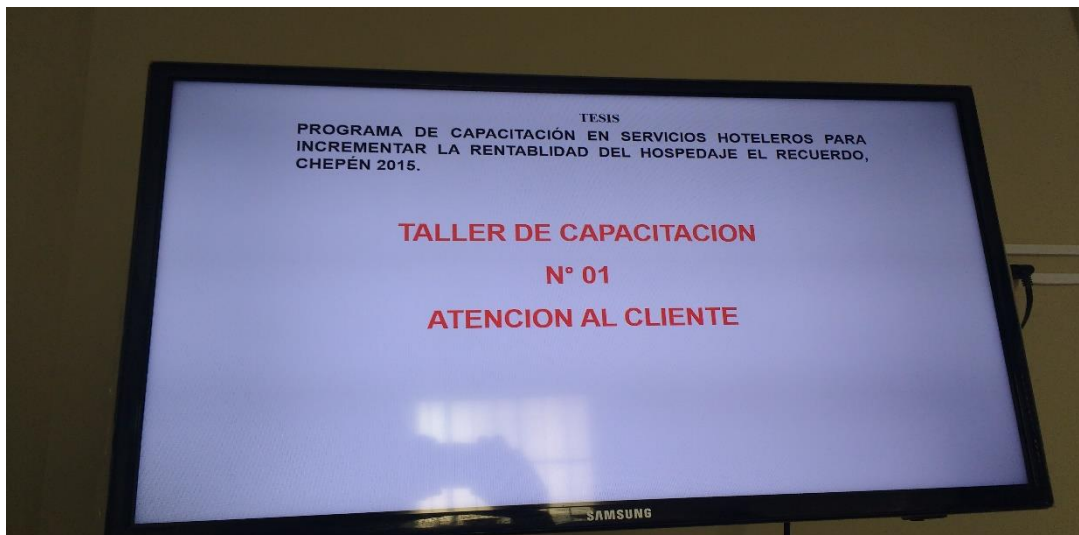 TESIS
PROGRAMA DE CAPACITACIÓN EN SERVICIOS HOTELEROS PARA
INCREMENTAR LA RENTABLIDAD DEL HOSPEDAJE EL RECUERDO,
CHEPÉN 2015.
TALLER DE CAPACITACION
N° 01
ATENCION AL CLIENTE
SAMSUNG